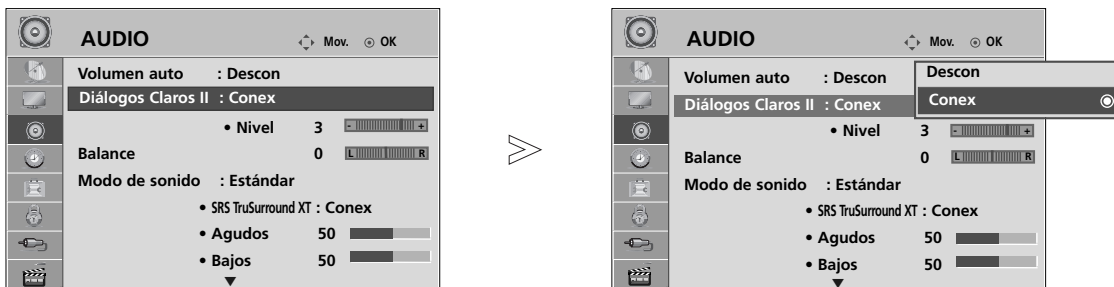 AUDIO Mov. OK
Volumen auto : Descon
Diálogos Claros II : Conex
• Nivel 3 - +
Balance 0 L R
Modo de sonido : Estándar
• SRS TruSurround XT : Conex
• Agudos 50
• Bajos 50
AUDIO Mov. OK
Volumen auto : Descon
Diálogos Claros II : Conex
• Nivel 3 - +
Balance 0 L R
Modo de sonido : Estándar
• SRS TruSurround XT : Conex
• Agudos 50
• Bajos 50
Descon
Conex